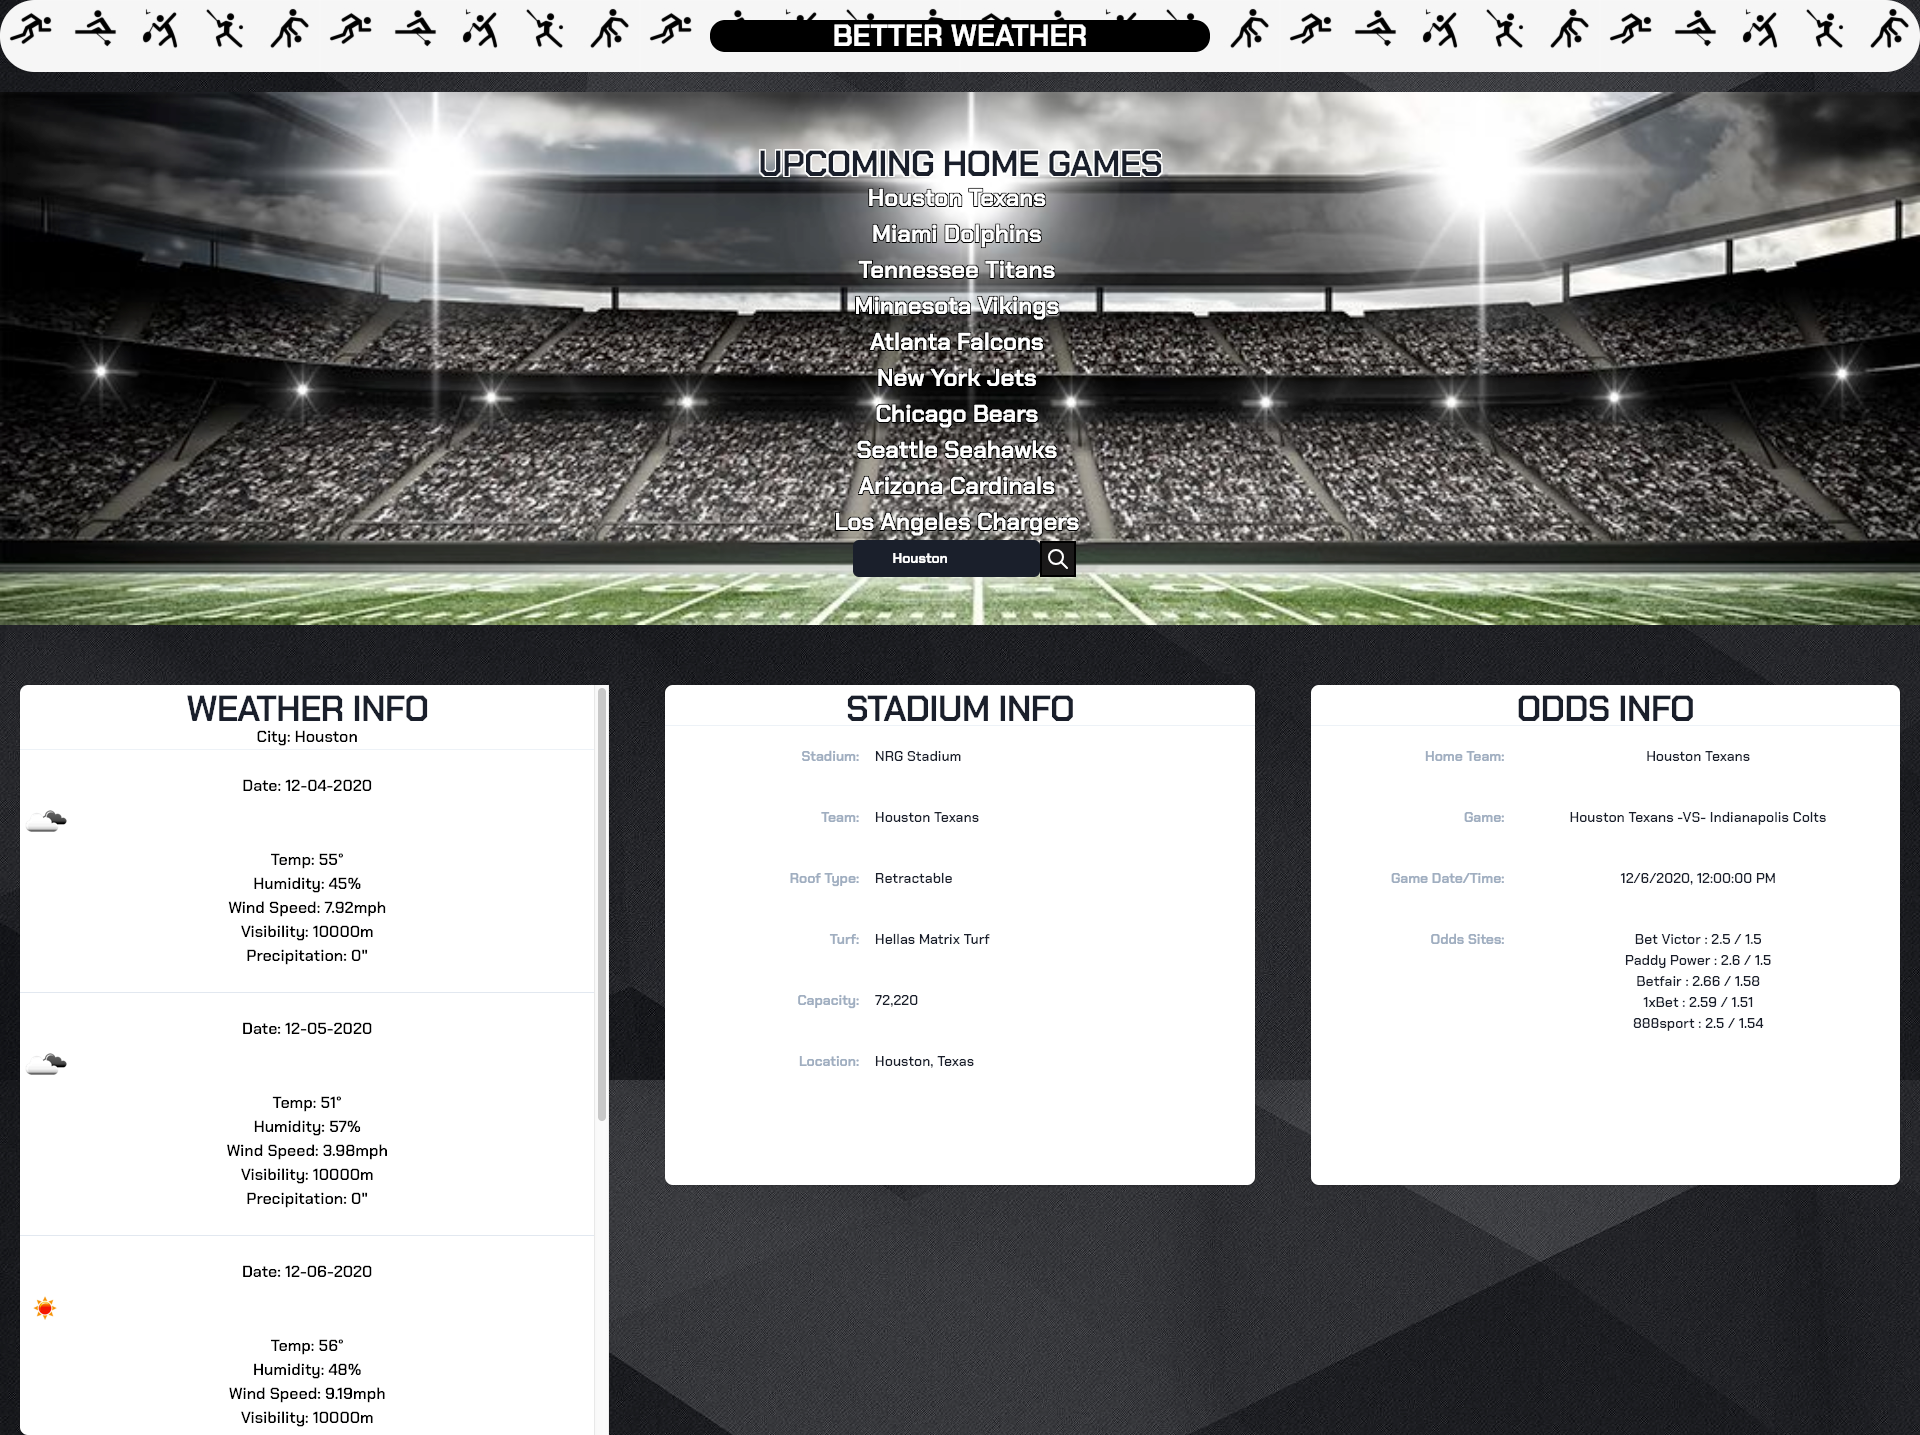 BETTER WEATHER
UPCOMING HOME GAMES
Houston Texans
Miami Dolphins
Tennessee Titans
Minnesota Vikings
Atlanta Falcons
New York Jets
Chicago Bears
Seattle Seahawks
Arizona Cardinals
Los Angeles Chargers
Houston
WEATHER INFO
City: Houston
Date: 12-04-2020
Temp: 55°
Humidity: 45%
Wind Speed: 7.92mph
Visibility: 10000m
Precipitation: 0"
Date: 12-05-2020
Temp: 51°
Humidity: 57%
Wind Speed: 3.98mph
Visibility: 10000m
Precipitation: 0"
Date: 12-06-2020
Temp: 56°
Humidity: 48%
Wind Speed: 9.19mph
Visibility: 10000m
STADIUM INFO
Stadium: NRG Stadium
Team: Houston Texans
Roof Type: Retractable
Turf: Hellas Matrix Turf
Capacity: 72,220
Location: Houston, Texas
ODDS INFO
Home Team: Houston Texans
Game: Houston Texans -VS- Indianapolis Colts
Game Date/Time: 12/6/2020, 12:00:00 PM
Odds Sites: Bet Victor : 2.5 / 1.5
Paddy Power : 2.6 / 1.5
Betfair : 2.66 / 1.58
1xBet : 2.59 / 1.51
888sport : 2.5 / 1.54